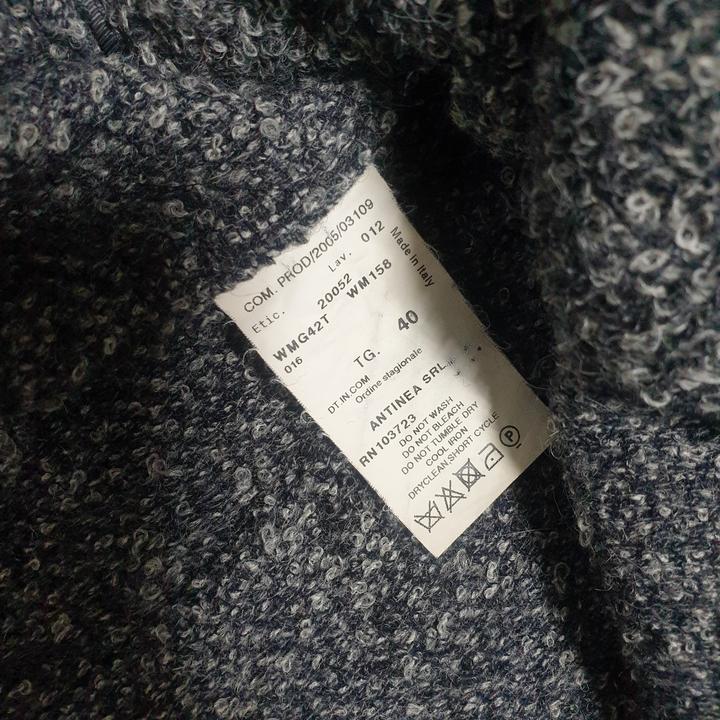 COM. PROD/2005/03109
Lav. 012
Etic. 20052
WMG42T WM158
016
Made in Italy
TG. 40
DT.IN.COM
Ordine stagionale
ANTINEA SRL
RN103723
DO NOT WASH
DO NOT BLEACH
DO NOT TUMBLE DRY
COOL IRON
DRYCLEAN,SHORT CYCLE
P